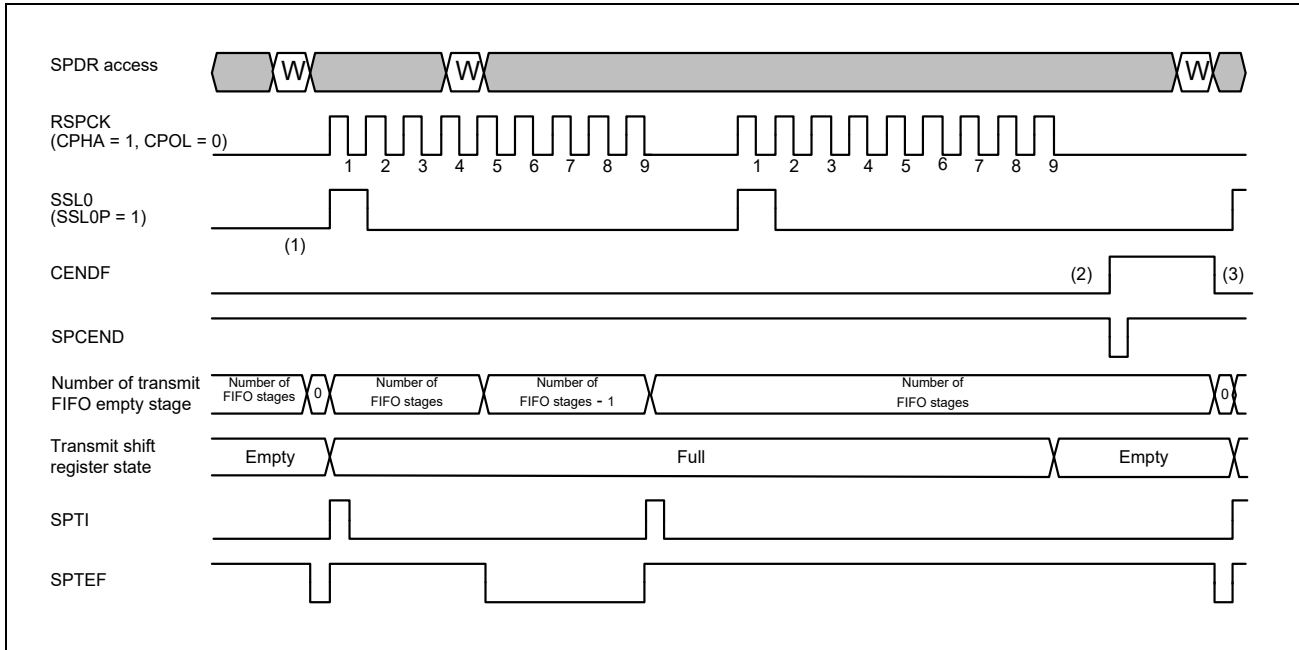 SPDR access
W W W
RSPCK
(CPHA = 1, CPOL = 0)
1 2 3 4 5 6 7 8 9 1 2 3 4 5 6 7 8 9
SSL0
(SSL0P = 1)
(1)
CENDF
(2) (3)
SPCEND
Number of transmit
FIFO empty stage
Number of
FIFO stages
0
Number of
FIFO stages
Number of
FIFO stages - 1
Number of
FIFO stages
0
Transmit shift
register state
Empty Full Empty
SPTI
SPTEF